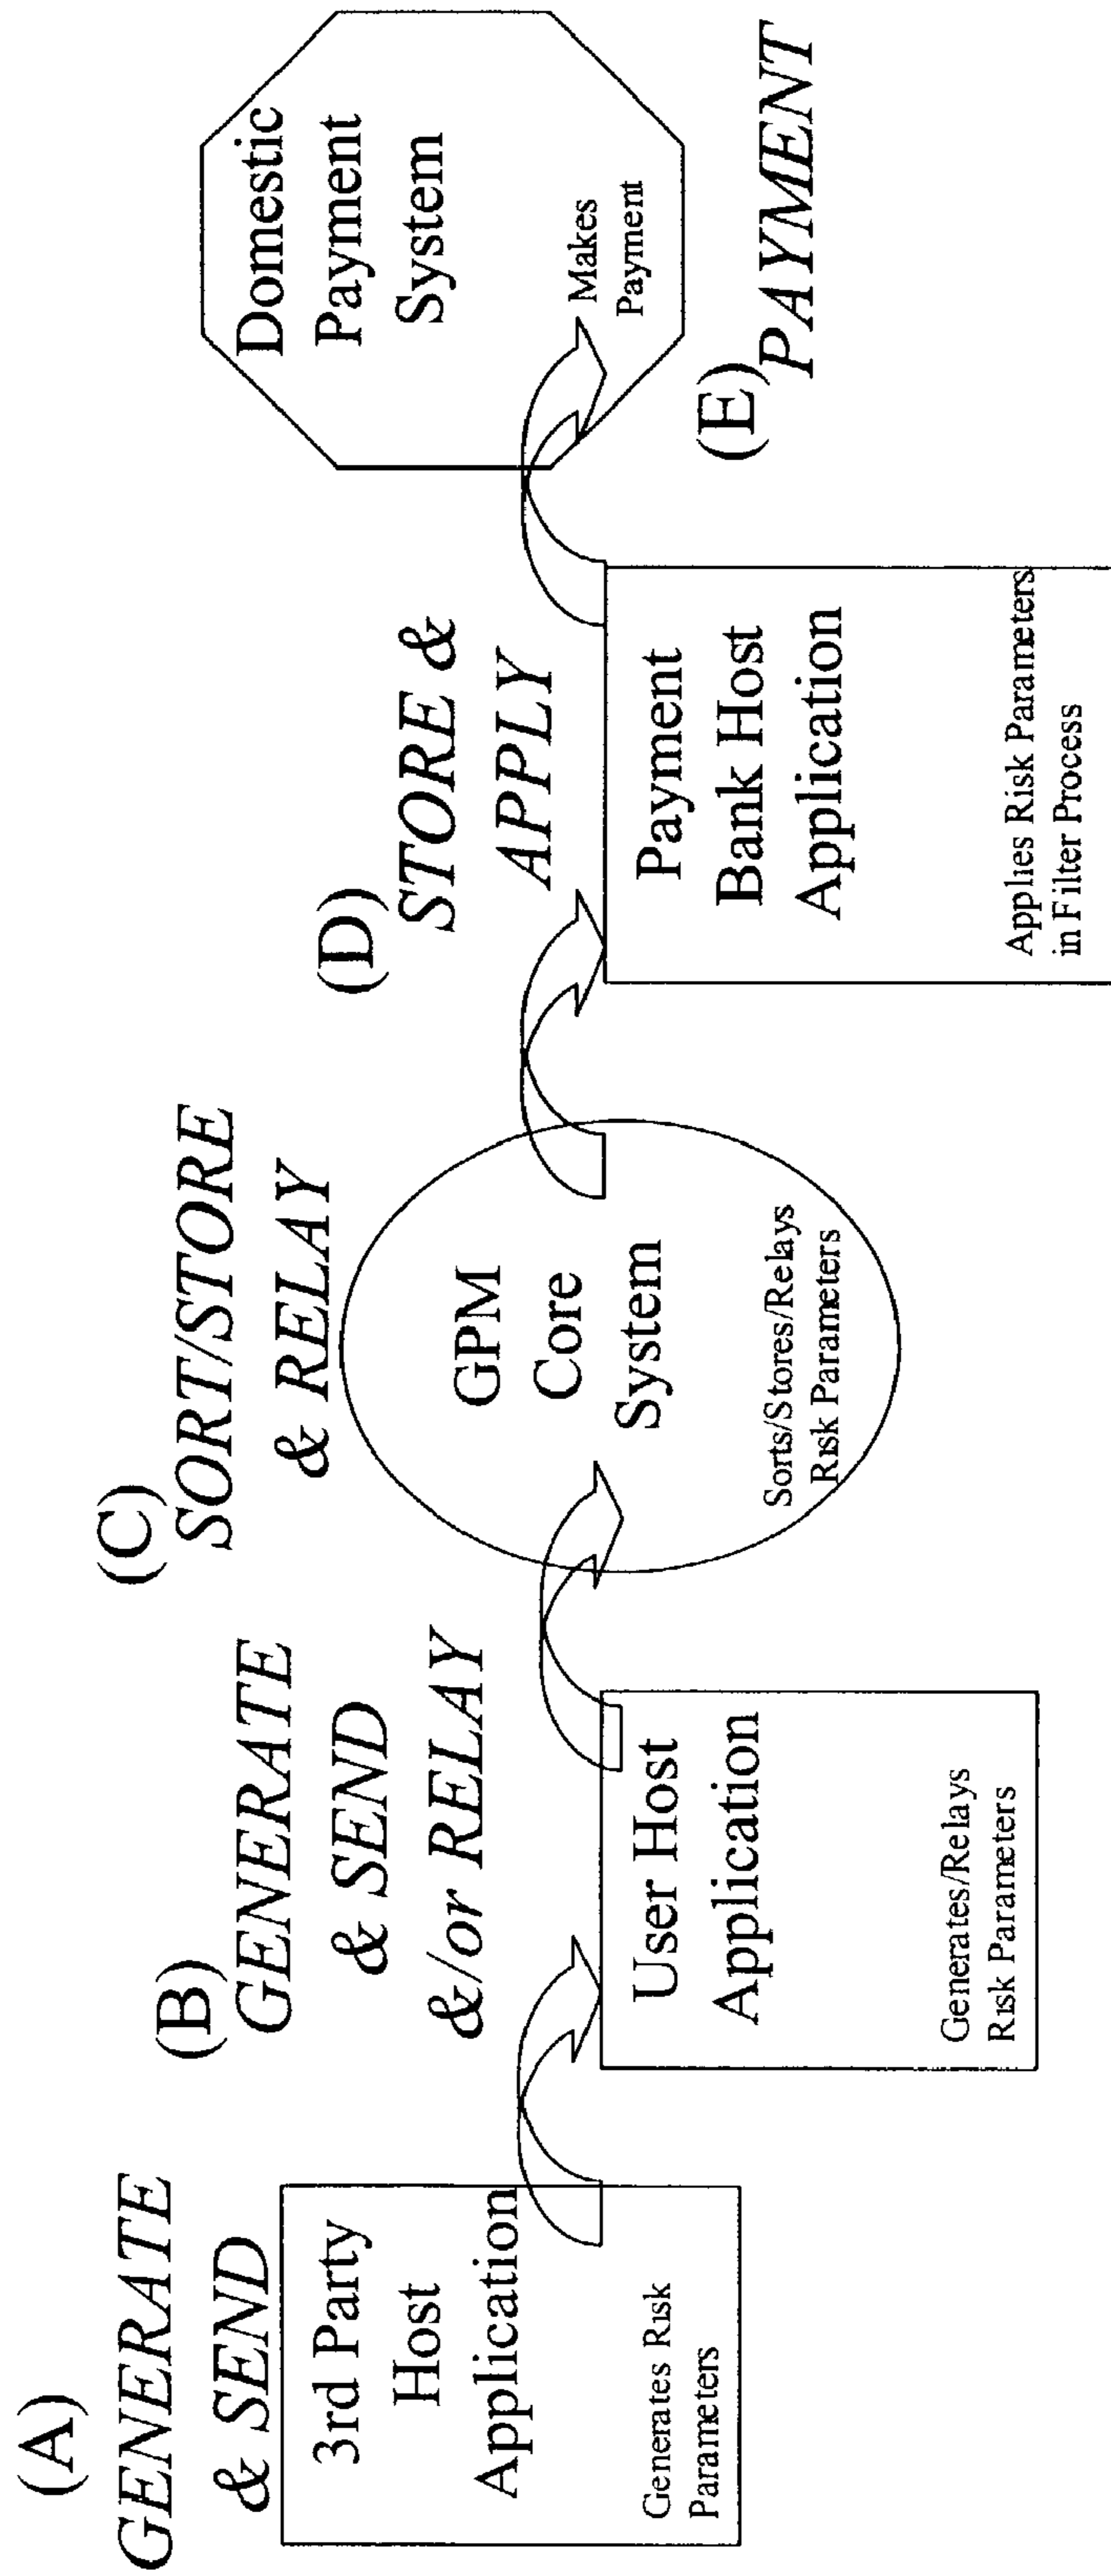 (A)
GENERATE
& SEND
3rd Party
Host
Application
Generates Risk
Parameters
(B)
GENERATE
& SEND
&/or RELAY
User Host
Application
Generates/Relays
Risk Parameters
(C)
SORT/STORE
& RELAY
GPM
Core
System
Sorts/Stores/Relays
Risk Parameters
(D)
STORE &
APPLY
Payment
Bank Host
Application
Applies Risk Parameters
in Filter Process
Domestic
Payment
System
Makes
Payment
(E)
PAYMENT